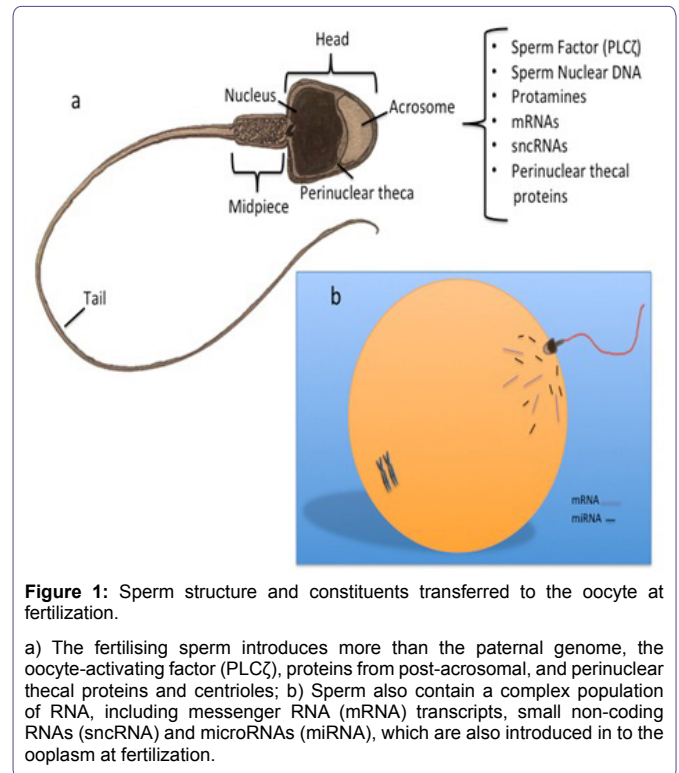 Head
a
Nucleus
Acrosome
Perinuclear theca
Midpiece
Tail
• Sperm Factor (PLCζ)
• Sperm Nuclear DNA
• Protamines
• mRNAs
• sncRNAs
• Perinuclear thecal
proteins
b
mRNA
miRNA
Figure 1: Sperm structure and constituents transferred to the oocyte at
fertilization.
a) The fertilising sperm introduces more than the paternal genome, the
oocyte-activating factor (PLCζ), proteins from post-acrosomal, and perinuclear
thecal proteins and centrioles; b) Sperm also contain a complex population
of RNA, including messenger RNA (mRNA) transcripts, small non-coding
RNAs (sncRNA) and microRNAs (miRNA), which are also introduced in to the
ooplasm at fertilization.